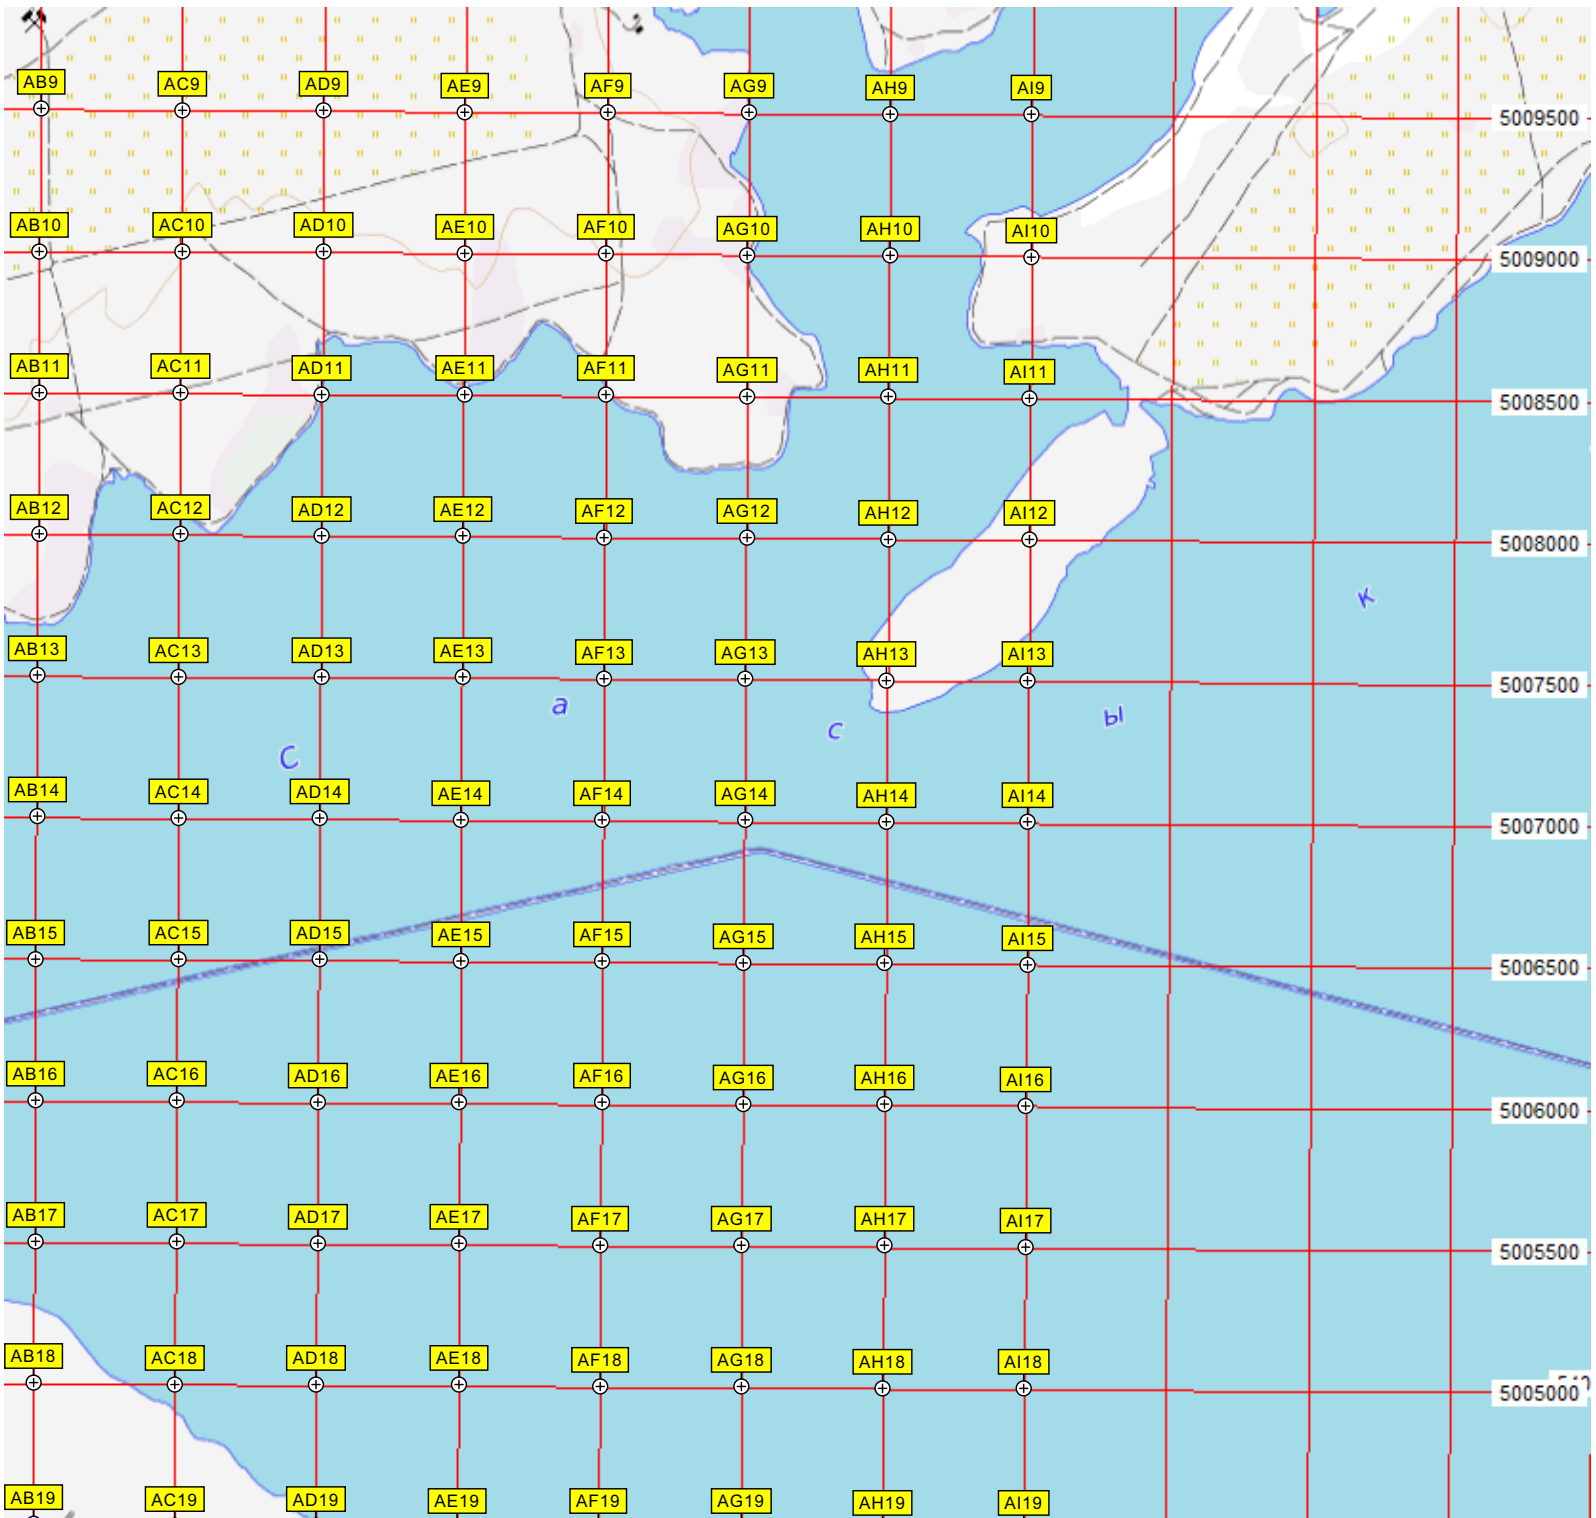 AB9 AC9 AD9 AE9 AF9 AG9 AH9 AI9
5009500
AB10 AC10 AD10 AE10 AF10 AG10 AH10 AI10
5009000
AB11 AC11 AD11 AE11 AF11 AG11 AH11 AI11
5008500
AB12 AC12 AD12 AE12 AF12 AG12 AH12 AI12
5008000
к
AB13 AC13 AD13 AE13 AF13 AG13 AH13 AI13
5007500
С а с ы
AB14 AC14 AD14 AE14 AF14 AG14 AH14 AI14
5007000
AB15 AC15 AD15 AE15 AF15 AG15 AH15 AI15
5006500
AB16 AC16 AD16 AE16 AF16 AG16 AH16 AI16
5006000
AB17 AC17 AD17 AE17 AF17 AG17 AH17 AI17
5005500
AB18 AC18 AD18 AE18 AF18 AG18 AH18 AI18
5005000
AB19 AC19 AD19 AE19 AF19 AG19 AH19 AI19